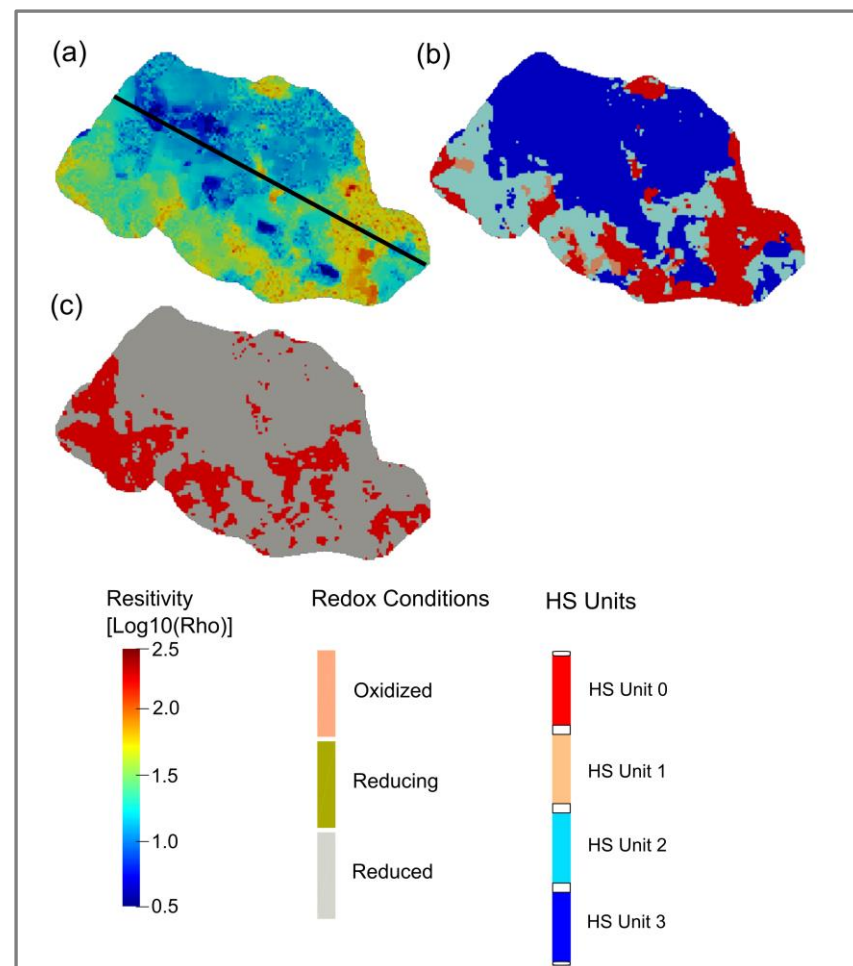 (a)
(b)
(c)
Resitivity
[Log10(Rho)]
2.5
2.0
1.5
1.0
0.5
Redox Conditions
Oxidized
Reducing
Reduced
HS Units
HS Unit 0
HS Unit 1
HS Unit 2
HS Unit 3